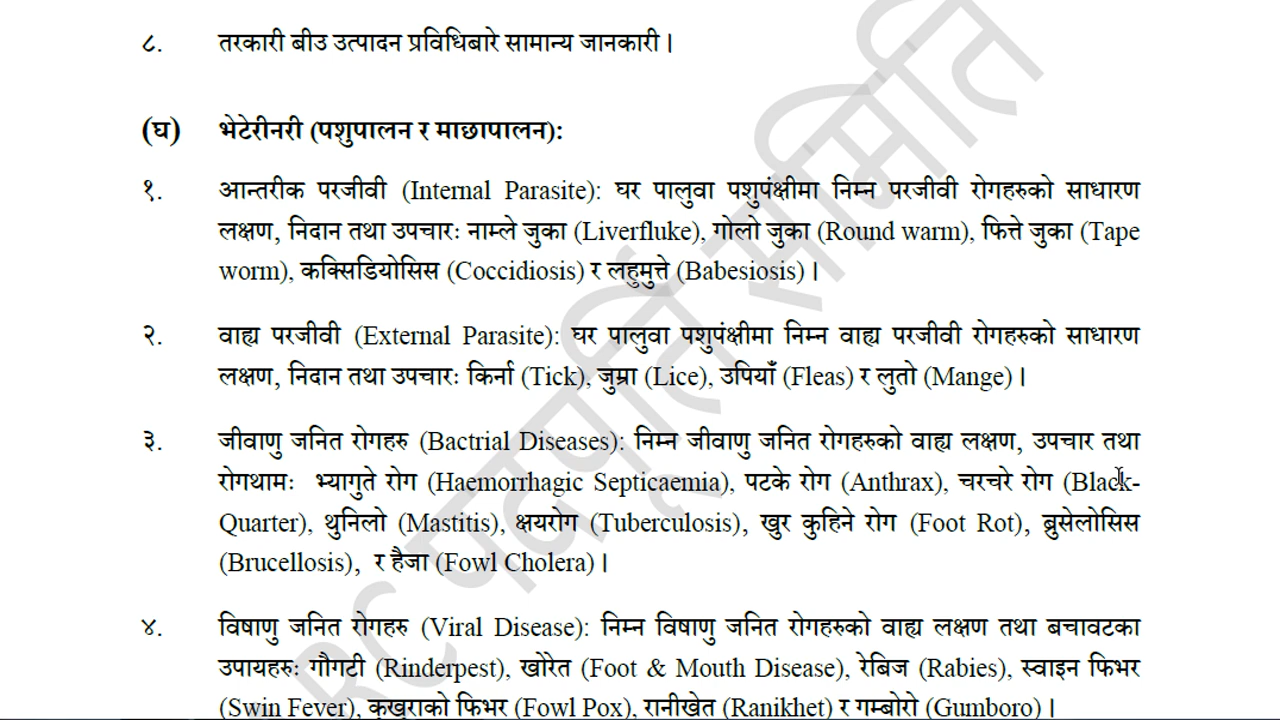 ८. तरकारी बीउ उत्पादन प्रविधिबारे सामान्य जानकारी ।
(घ) भेटेरीनरी (पशुपालन र माछापालन):
१. आन्तरीक परजीवी (Internal Parasite): घर पालुवा पशुपंक्षीमा निम्न परजीवी रोगहरुको साधारण
लक्षण, निदान तथा उपचारः नाम्ले जुका (Liverfluke), गोलो जुका (Round warm), फित्ते जुका (Tape
worm), कक्सिडियोसिस (Coccidiosis) र लहुमुत्ते (Babesiosis) ।
२. वाह्य परजीवी (External Parasite): घर पालुवा पशुपंक्षीमा निम्न वाह्य परजीवी रोगहरुको साधारण
लक्षण, निदान तथा उपचारः किर्ना (Tick), जुम्रा (Lice), उपियाँ (Fleas) र लुतो (Mange) ।
३. जीवाणु जनित रोगहरु (Bactrial Diseases): निम्न जीवाणु जनित रोगहरुको वाह्य लक्षण, उपचार तथा
रोगथामः भ्यागुते रोग (Haemorrhagic Septicaemia), पटके रोग (Anthrax), चरचरे रोग (Black-
Quarter), थुनिलो (Mastitis), क्षयरोग (Tuberculosis), खुर कुहिने रोग (Foot Rot), ब्रुसेलोसिस
(Brucellosis), र हैजा (Fowl Cholera) ।
४. विषाणु जनित रोगहरु (Viral Disease): निम्न विषाणु जनित रोगहरुको वाह्य लक्षण तथा बचावटका
उपायहरुः गौगटी (Rinderpest), खोरेत (Foot & Mouth Disease), रेबिज (Rabies), स्वाइन फिभर
(Swin Fever), कुखुराको फिभर (Fowl Pox), रानीखेत (Ranikhet) र गम्बोरो (Gumboro) ।
RC पदपूर्ति समिति